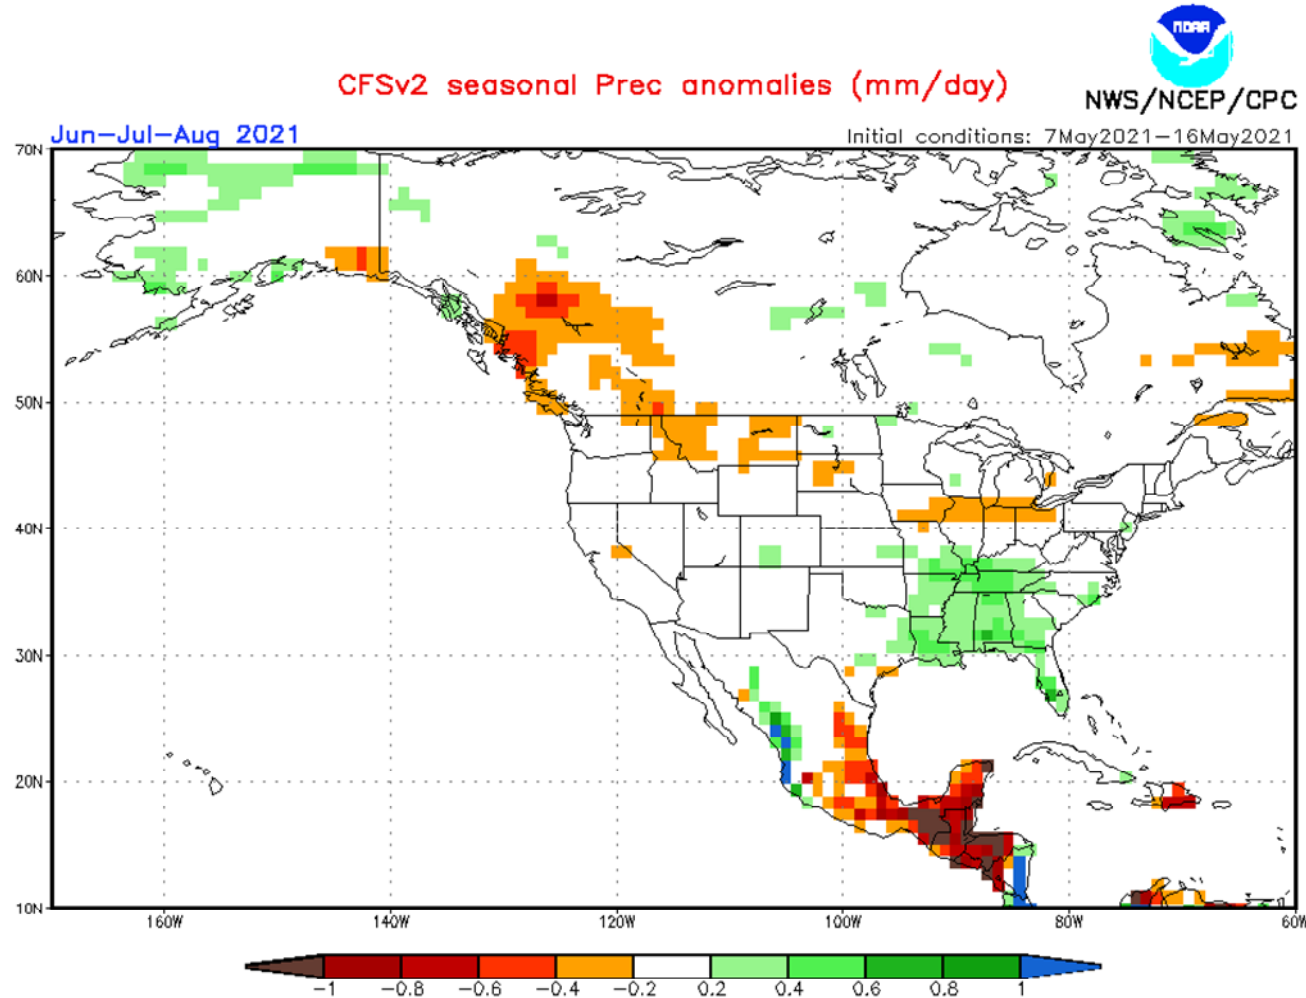 NOAA
CFSv2 seasonal Prec anomalies (mm/day)
NWS/NCEP/CPC
Jun-Jul-Aug 2021
Initial conditions: 7May2021-16May2021
70N
60N
50N
40N
30N
20N
10N
160W 140W 120W 100W 80W 60W
-1 -0.8 -0.6 -0.4 -0.2 0.2 0.4 0.6 0.8 1